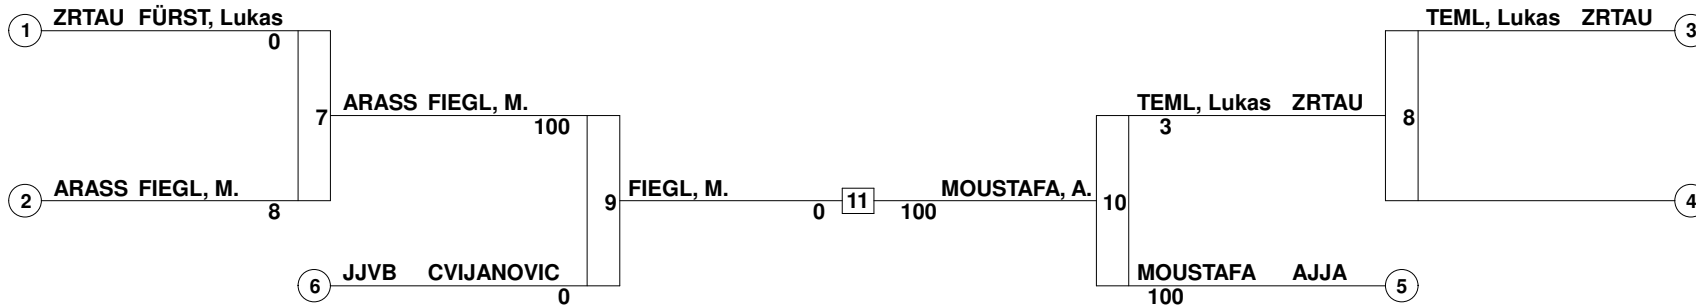 1 ZRTAU FÜRST, Lukas
0
TEML, Lukas ZRTAU 3
7 ARASS FIEGL, M.
100
TEML, Lukas ZRTAU 8
3
2 ARASS FIEGL, M.
8
9 FIEGL, M.
0 11 100
MOUSTAFA, A. 10
4
6 JJVB CVIJANOVIC
0
MOUSTAFA AJJA 5
100